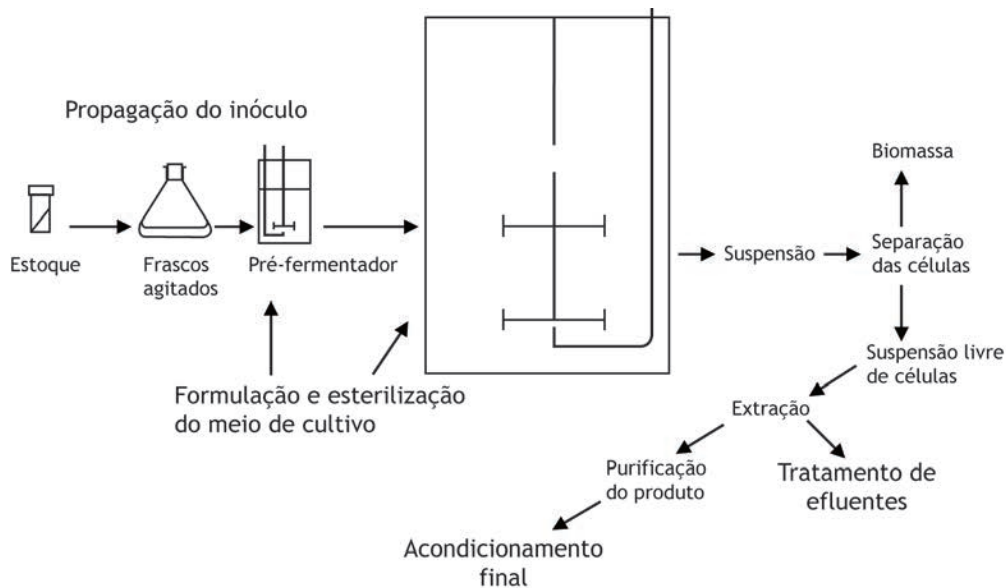 Propagação do inóculo
Estoque
Frascos
agitados
Pré-fermentador
Formulação e esterilização
do meio de cultivo
Suspensão
Separação
das células
Biomassa
Suspensão livre
de células
Extração
Purificação
do produto
Tratamento de
efluentes
Acondicionamento
final